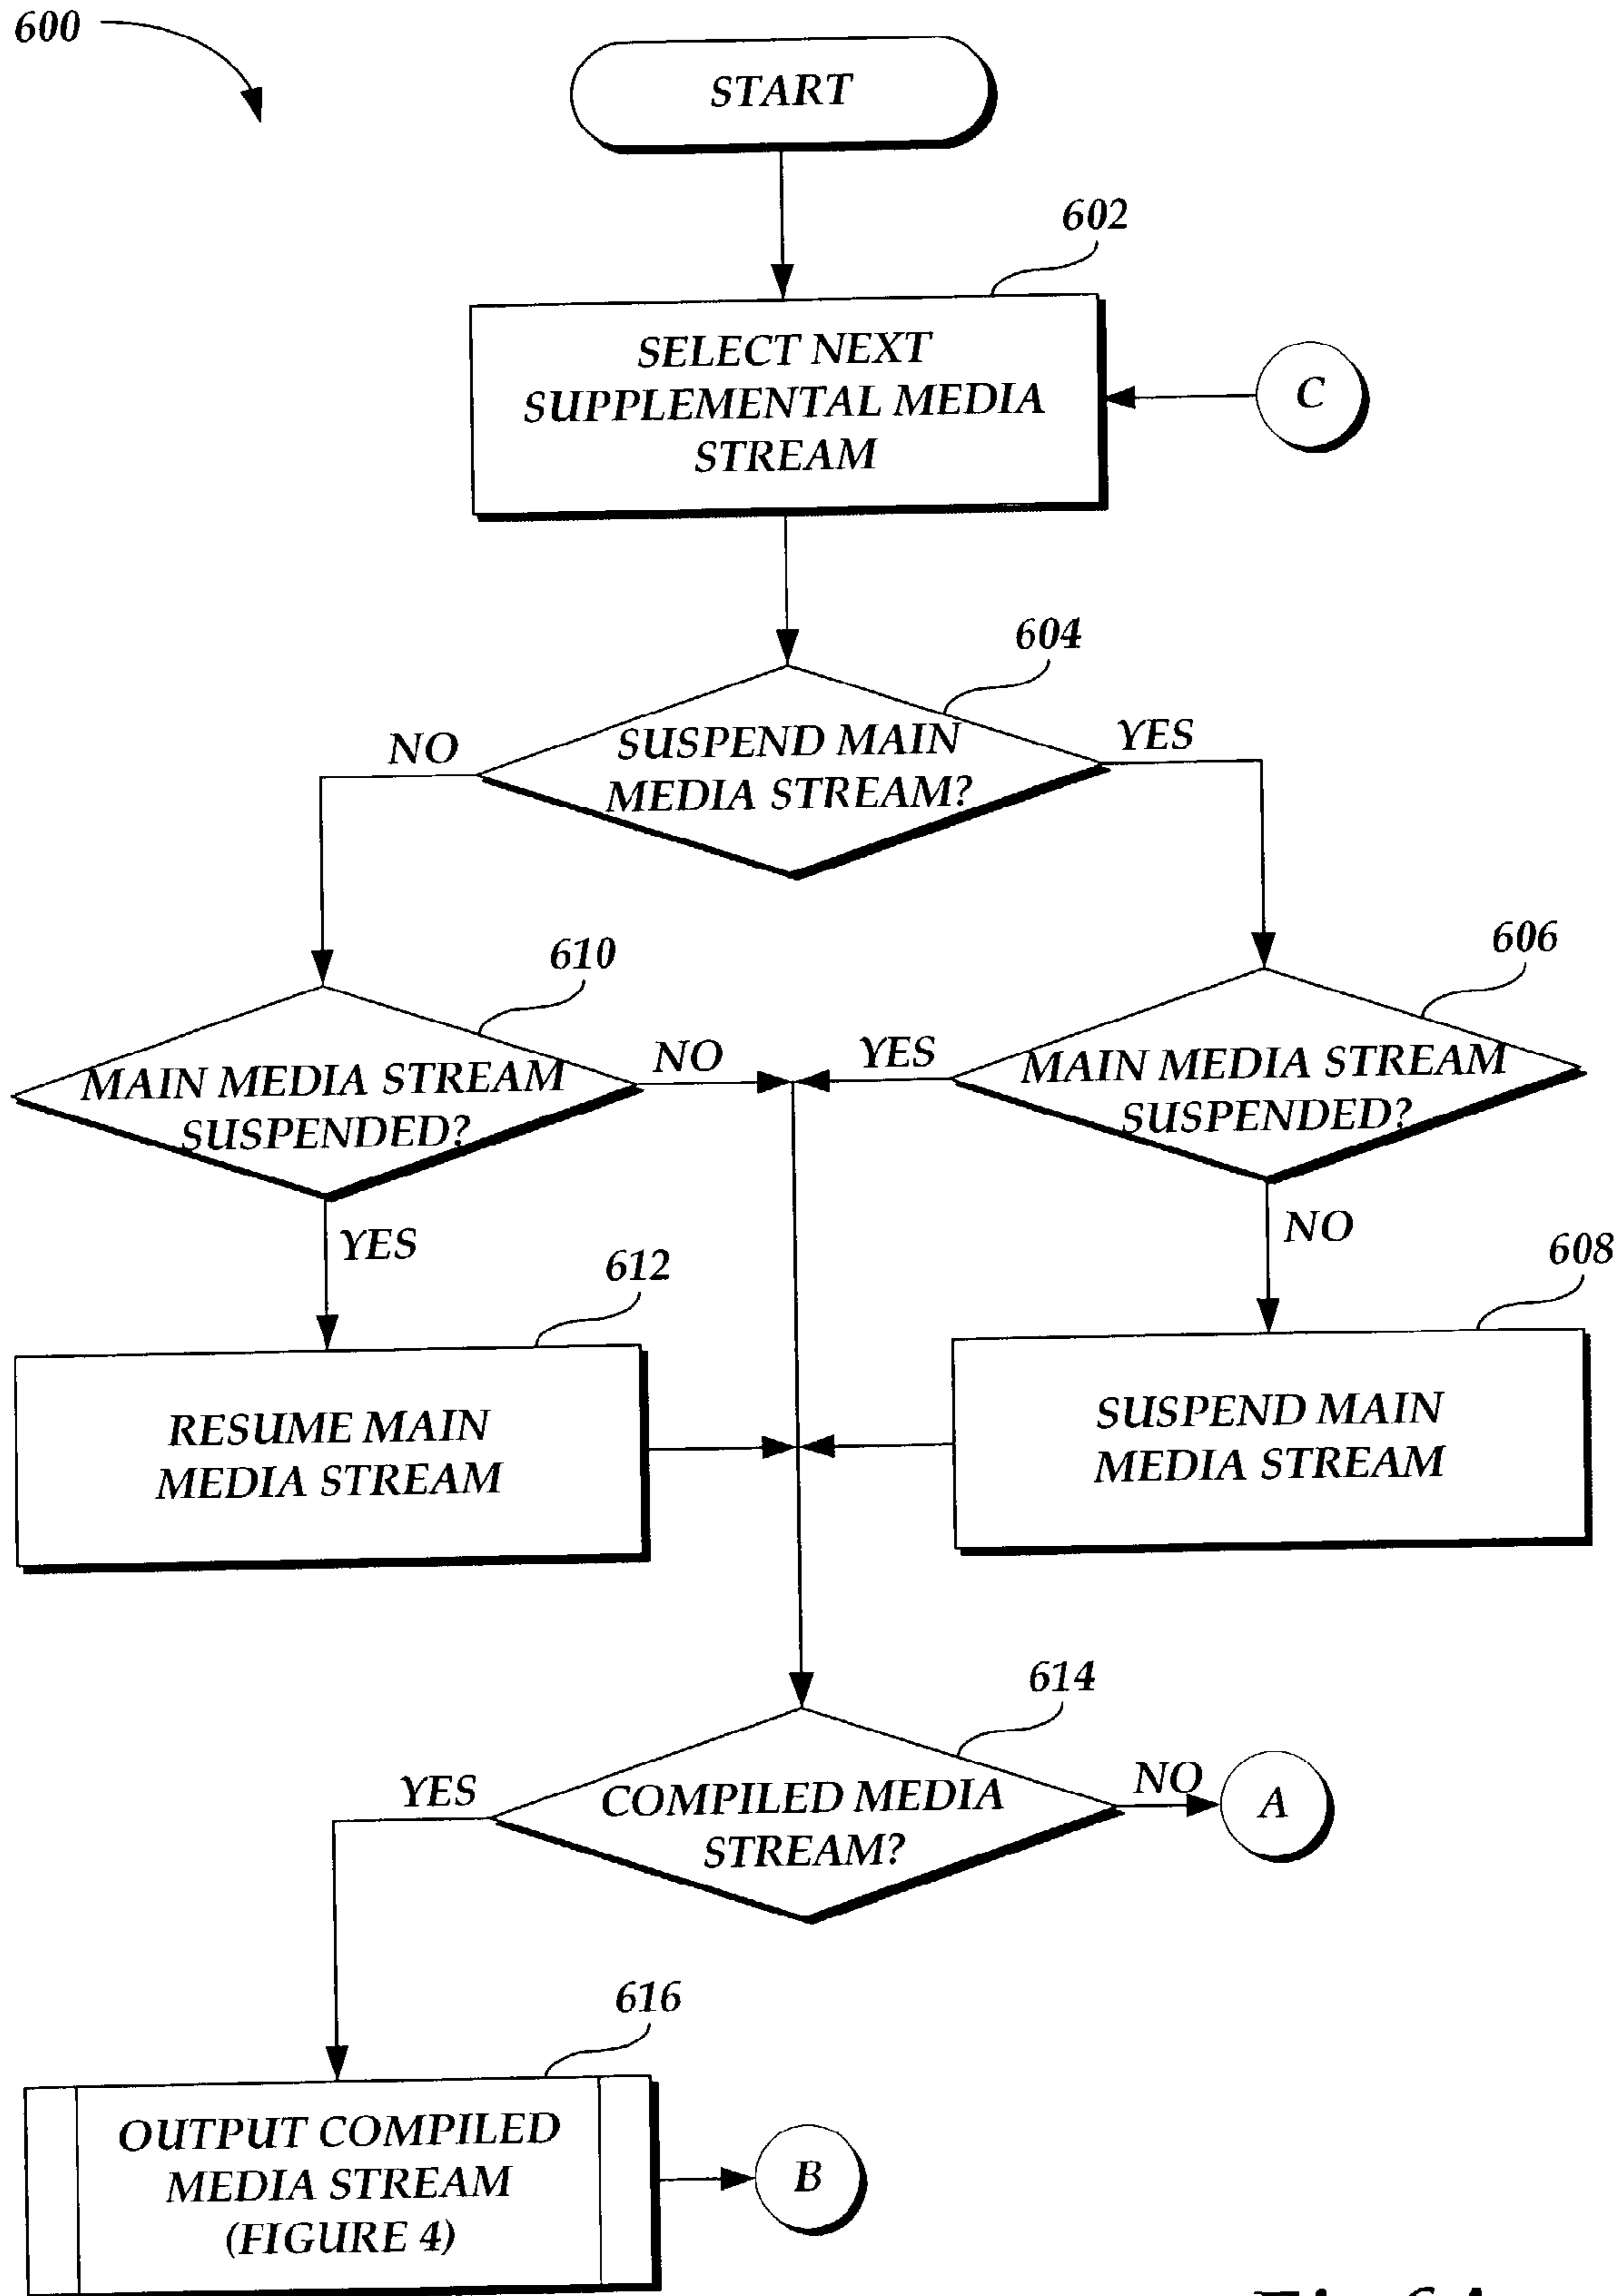 600
START
602
SELECT NEXT
SUPPLEMENTAL MEDIA
STREAM
C
604
SUSPEND MAIN
MEDIA STREAM?
NO
YES
610
606
MAIN MEDIA STREAM
SUSPENDED?
NO
YES
MAIN MEDIA STREAM
SUSPENDED?
YES
NO
612
608
RESUME MAIN
MEDIA STREAM
SUSPEND MAIN
MEDIA STREAM
614
COMPILED MEDIA
STREAM?
YES
NO
A
616
OUTPUT COMPILED
MEDIA STREAM
(FIGURE 4)
B